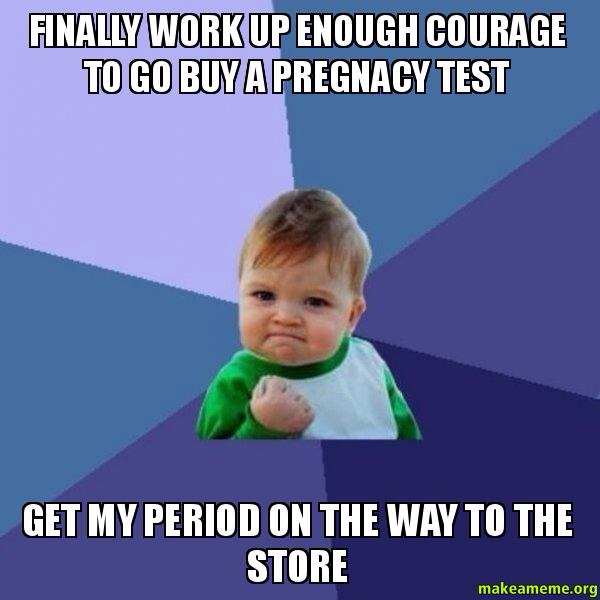 FINALLY WORK UP ENOUGH COURAGE
TO GO BUY A PREGNACY TEST
GET MY PERIOD ON THE WAY TO THE
STORE
makeameme.org